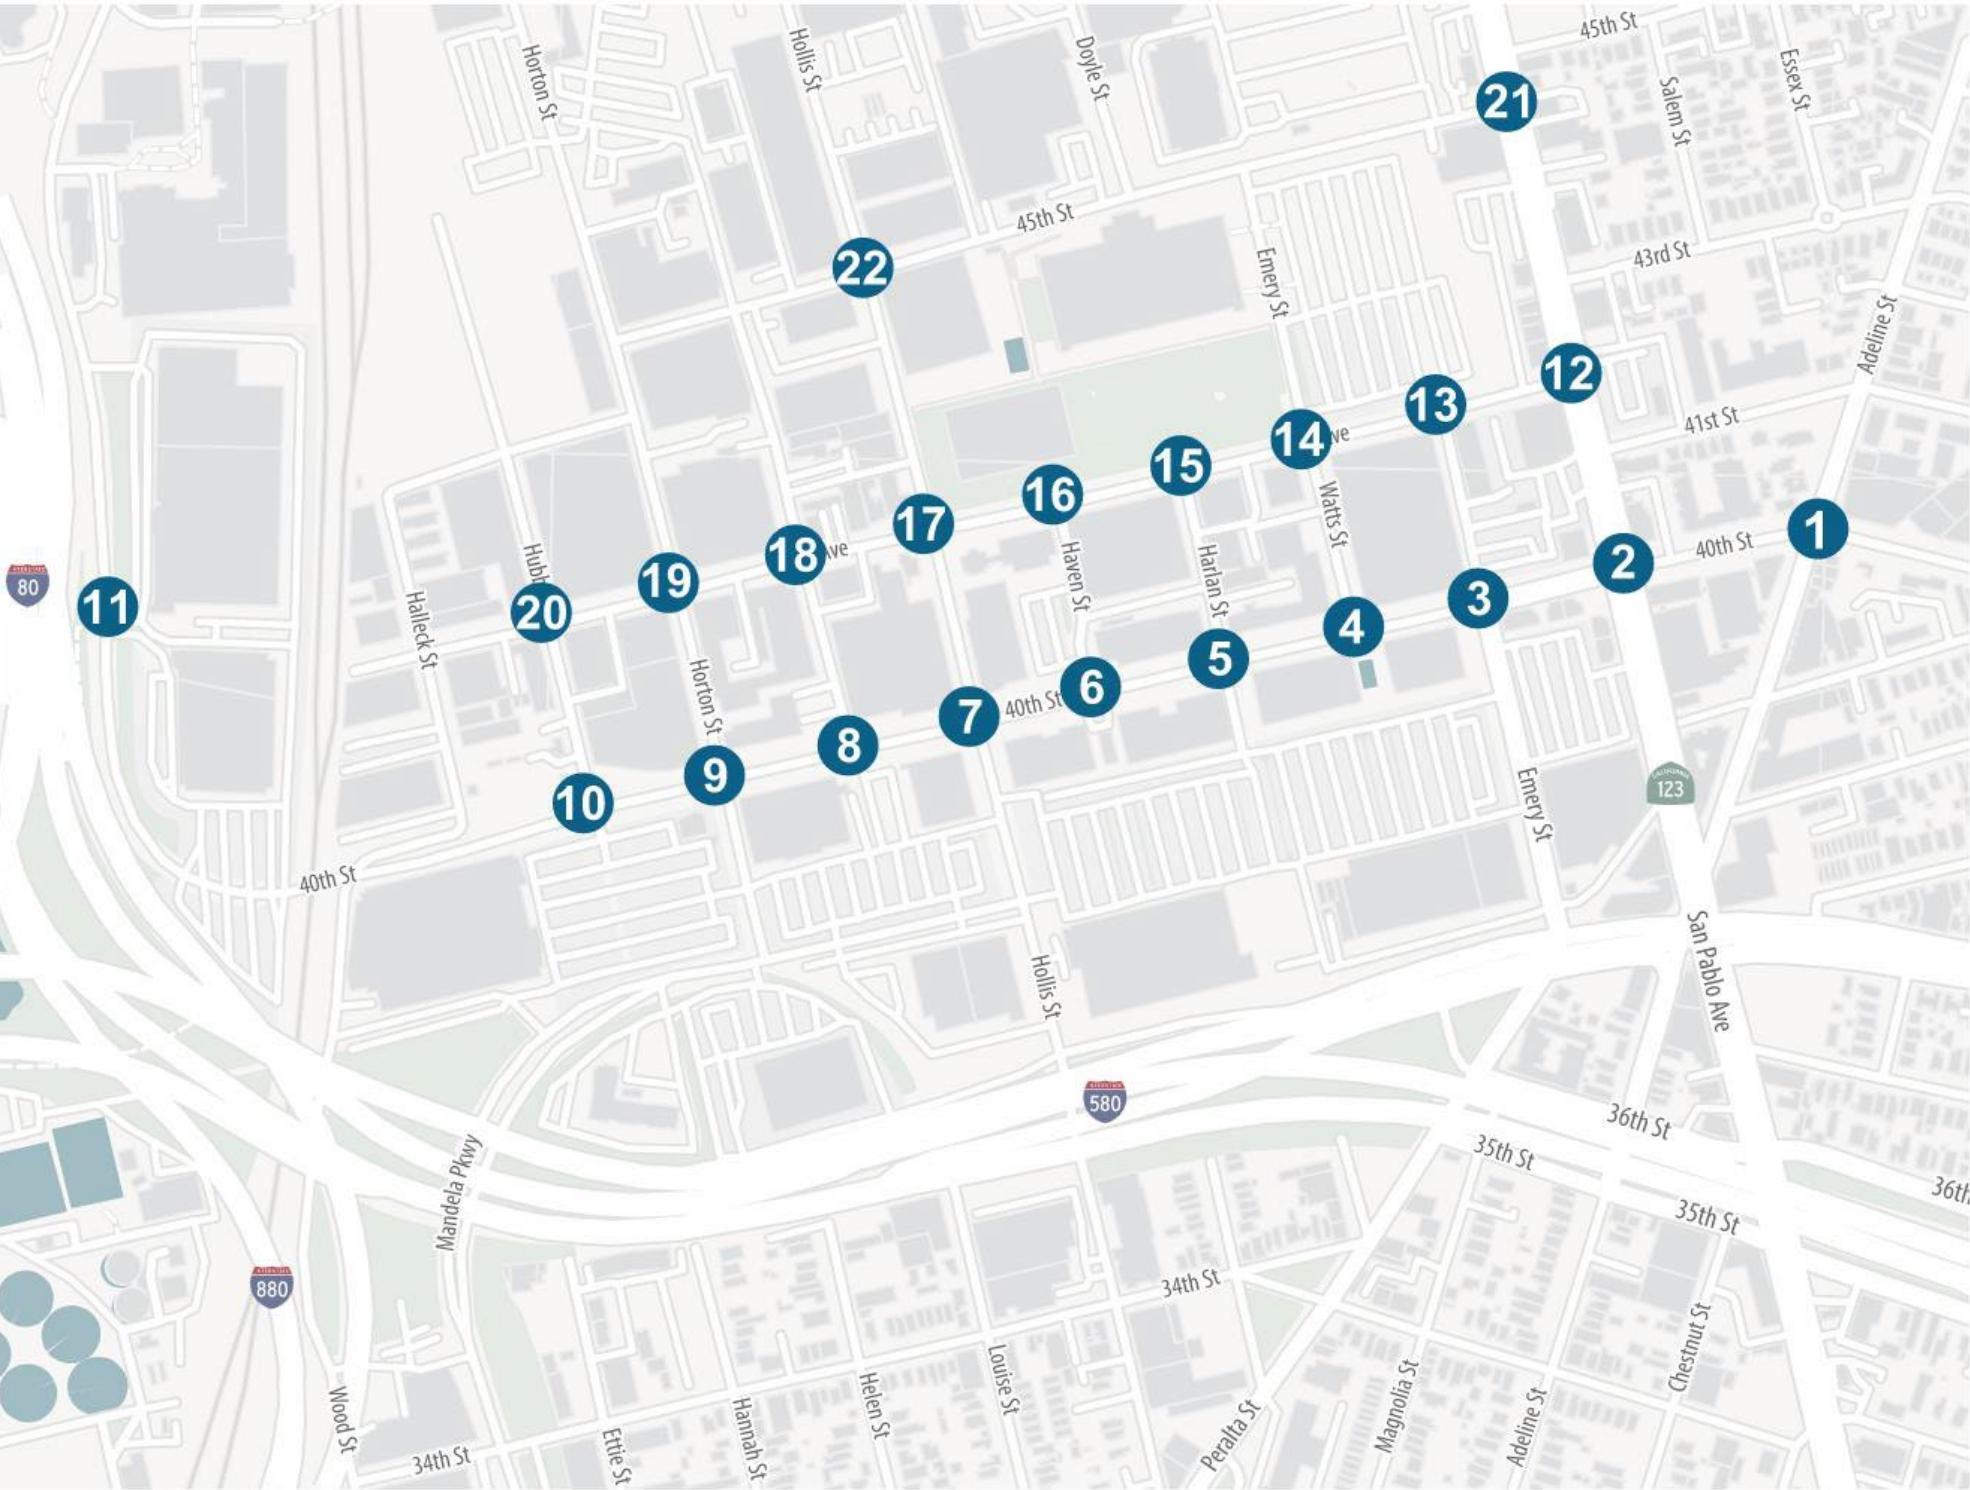 45th St
Horton St
Hollis St
Doyle St
Essex St
Salem St
21
45th St
43rd St
22
Emery St
Adeline St
12
13
41st St
14
ve
15
16
Watts St
17
1
40th St
18
ve
2
Haven St
Harlan St
Hub
80
19
3
11
20
Halleck St
4
5
Horton St
6
40th St
7
8
9
10
Emery St
CALIFORNIA
123
40th St
San Pablo Ave
Hollis St
580
36th St
35th St
Mandela Pkwy
36th
35th St
880
34th St
Chestnut St
Louise St
Helen St
Magnolia St
Wood St
Hannah St
Peralta St
Adeline St
Ettie St
34th St